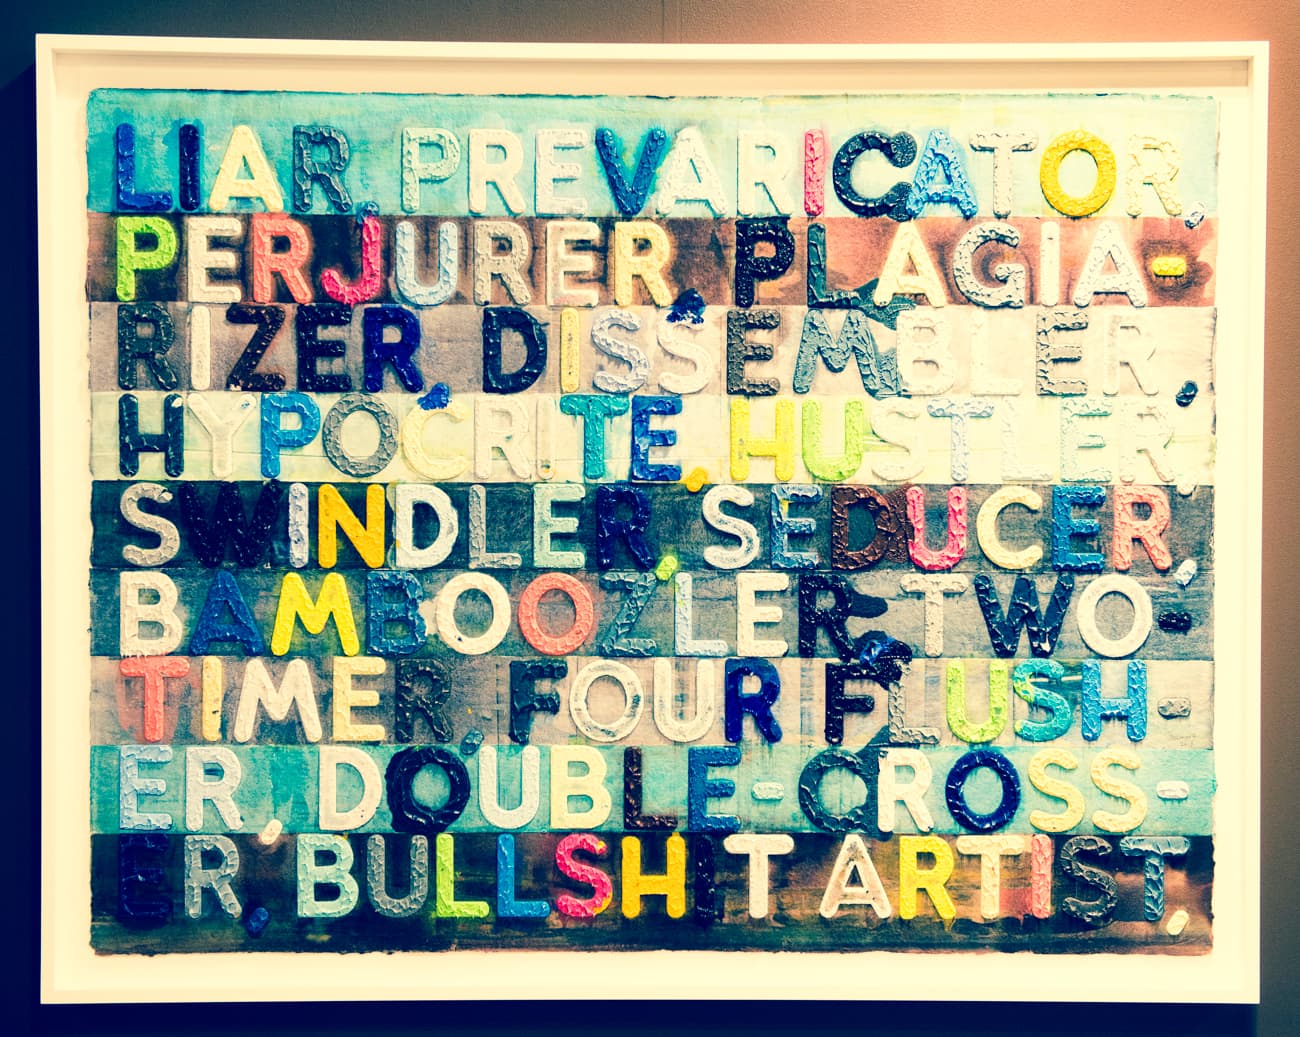 LIAR, PREVARICATOR,
PERJURER, PLAGIA-
RIZER, DISSEMBLER,
HYPOCRITE, HUSTLER,
SWINDLER, SEDUCER,
BAMBOOZLER, TWO-
TIMER, FOUR FLUSH-
ER, DOUBLE-CROSS-
ER, BULLSHIT ARTIST,